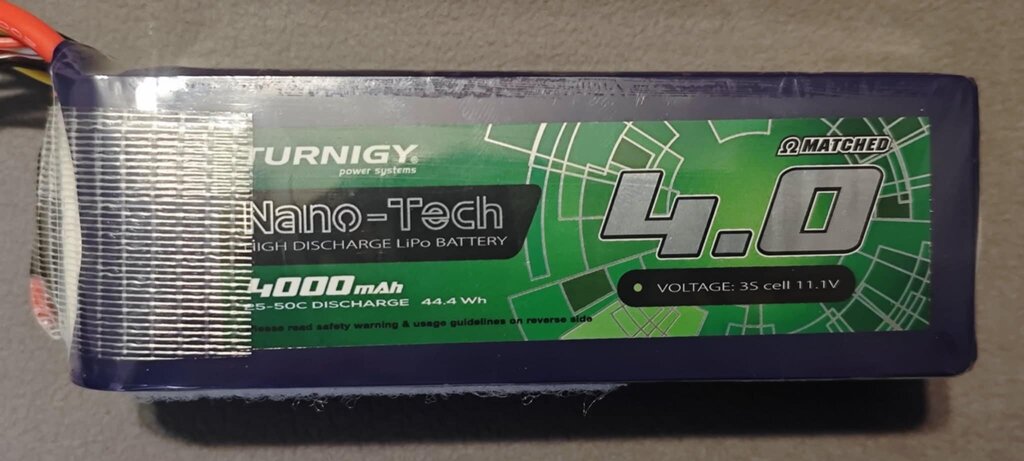 TURNIGY®
power systems
Nano-Tech
HIGH DISCHARGE LiPo BATTERY
4000mAh
25-50C DISCHARGE 44.4 Wh
Please read safety warning & usage guidelines on reverse side
Ω MATCHED
4.0
VOLTAGE: 3S cell 11.1V